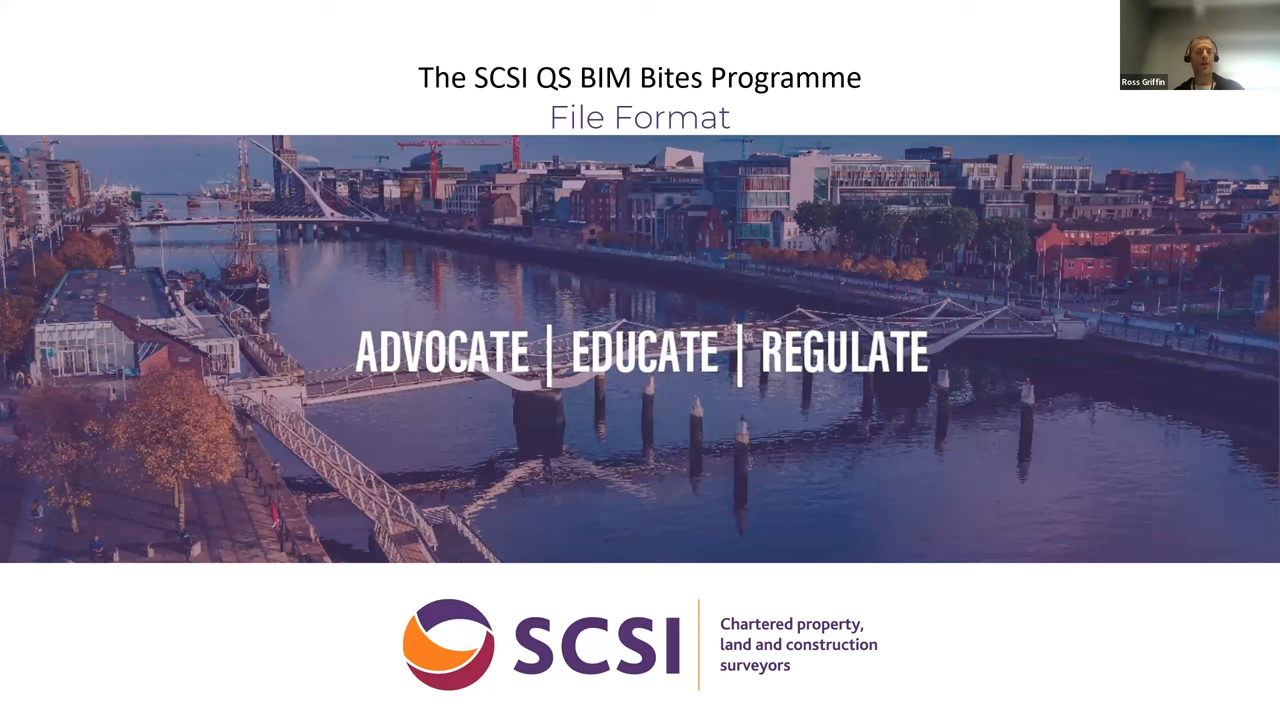 The SCSI QS BIM Bites Programme
File Format
Ross Griffin
ADVOCATE | EDUCATE | REGULATE
SCSI
Chartered property,
land and construction
surveyors